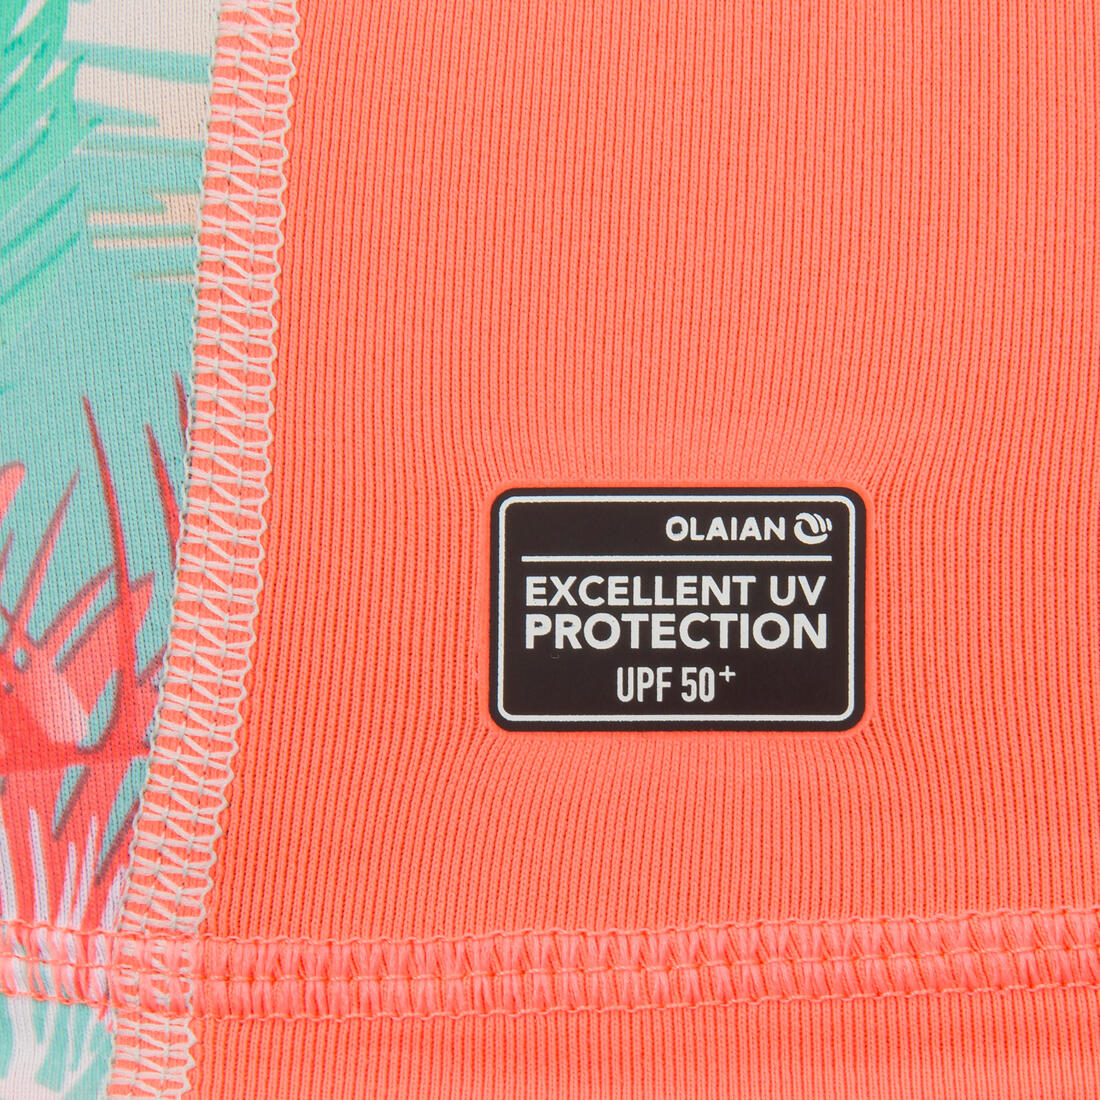 OLAIAN
EXCELLENT UV
PROTECTION
UPF 50+